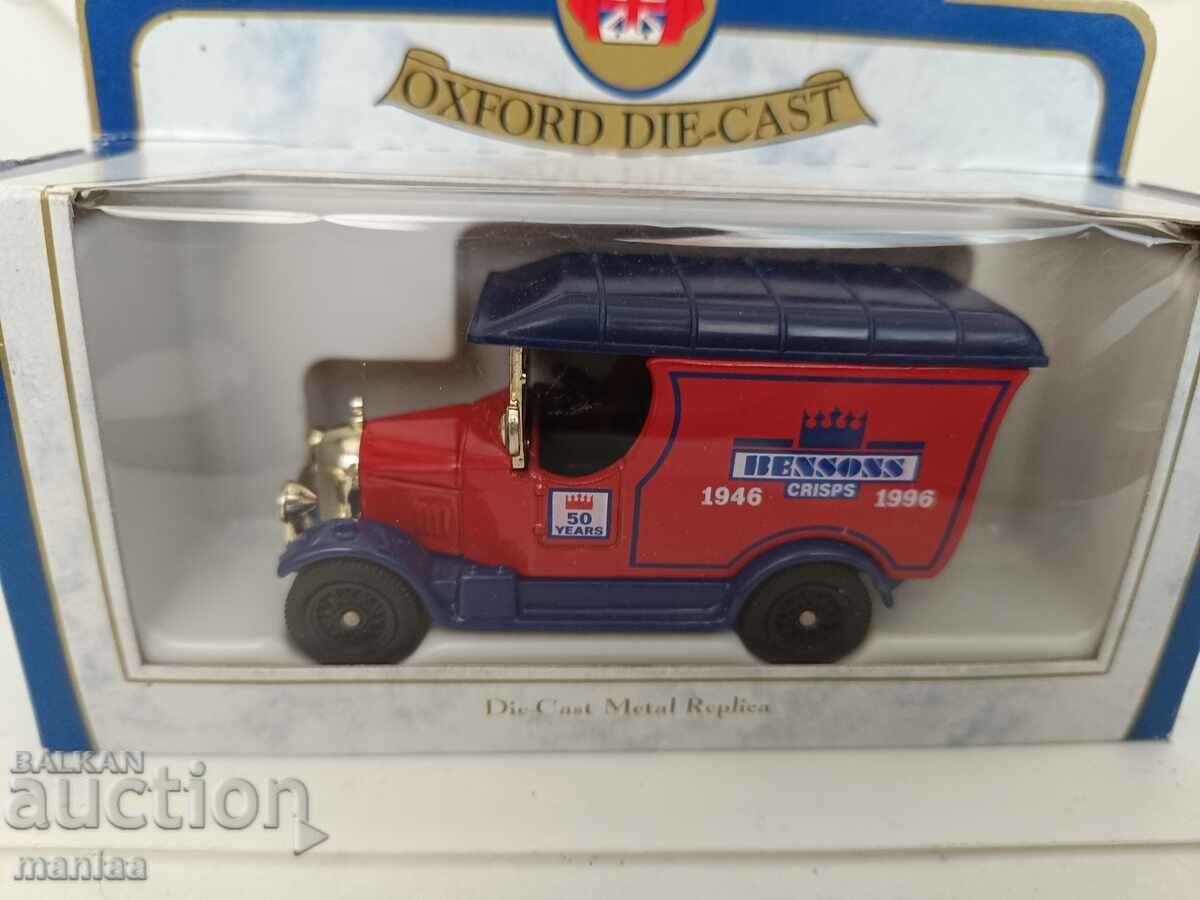 OXFORD DIE-CAST
BENSONS
CRISPS
1946 1996
50
YEARS
Die-Cast Metal Replica
BALKAN
auction
maniaa